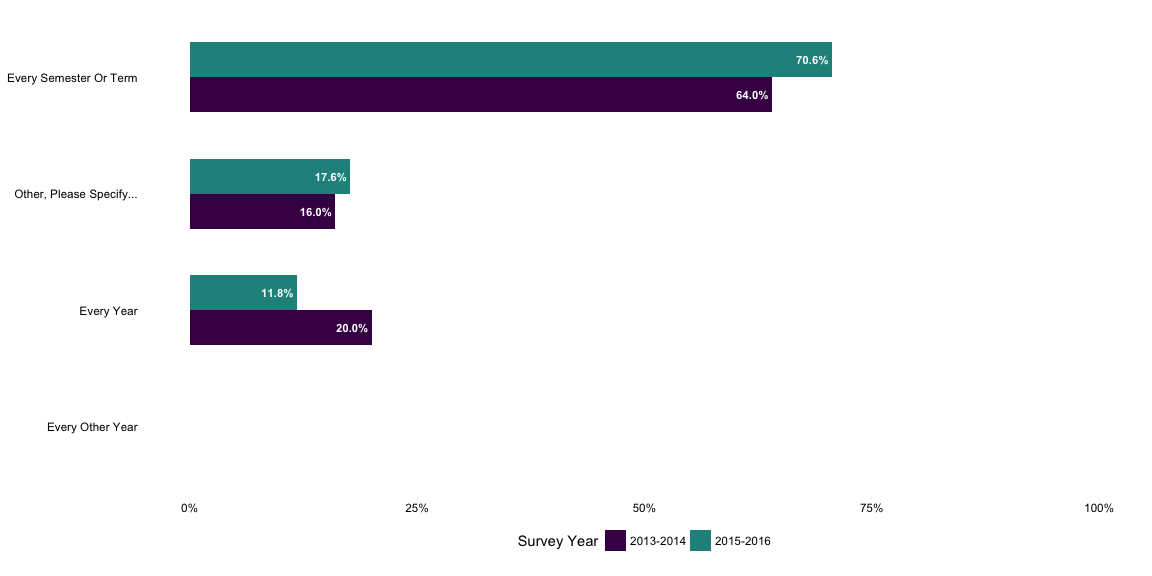 70.6%
Every Semester Or Term
64.0%
17.6%
Other, Please Specify...
16.0%
11.8%
Every Year
20.0%
Every Other Year
0% 25% 50% 75% 100%
Survey Year 2013-2014 2015-2016